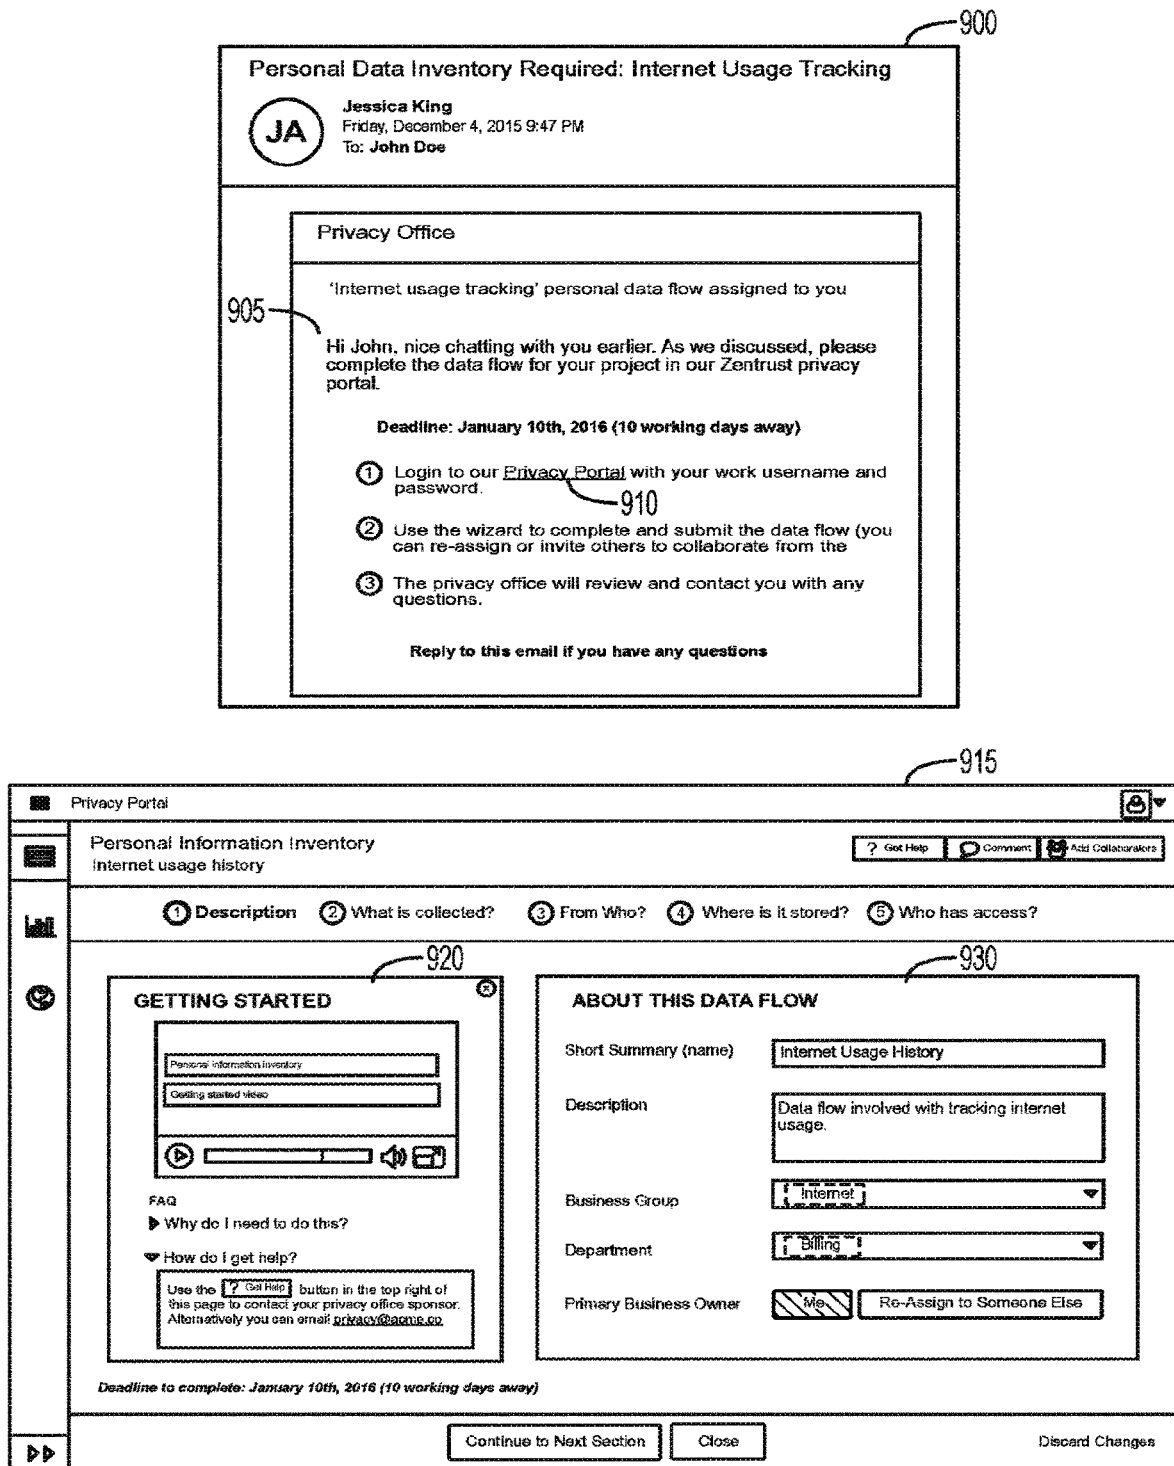 900
Personal Data Inventory Required: Internet Usage Tracking
JA
Jessica King
Friday, December 4, 2015 9:47 PM
To: John Doe
Privacy Office
'Internet usage tracking' personal data flow assigned to you
905
Hi John, nice chatting with you earlier. As we discussed, please
complete the data flow for your project in our Zentrust privacy
portal.
Deadline: January 10th, 2016 (10 working days away)
1 Login to our Privacy Portal with your work username and
password.
910
2 Use the wizard to complete and submit the data flow (you
can re-assign or invite others to collaborate from the
3 The privacy office will review and contact you with any
questions.
Reply to this email if you have any questions
915
Privacy Portal
Personal Information Inventory
Internet usage history
? Get Help
Comment
Add Collaborators
1 Description 2 What is collected? 3 From Who? 4 Where is it stored? 5 Who has access?
920
GETTING STARTED
Personal information inventory
Getting started video
FAQ
Why do I need to do this?
How do I get help?
Use the ? Get Help button in the top right of
this page to contact your privacy office sponsor.
Alternatively you can email privacy@acme.co
930
ABOUT THIS DATA FLOW
Short Summary (name) Internet Usage History
Description Data flow involved with tracking internet
usage.
Business Group Internet
Department Billing
Primary Business Owner Me Re-Assign to Someone Else
Deadline to complete: January 10th, 2016 (10 working days away)
Continue to Next Section Close Discard Changes